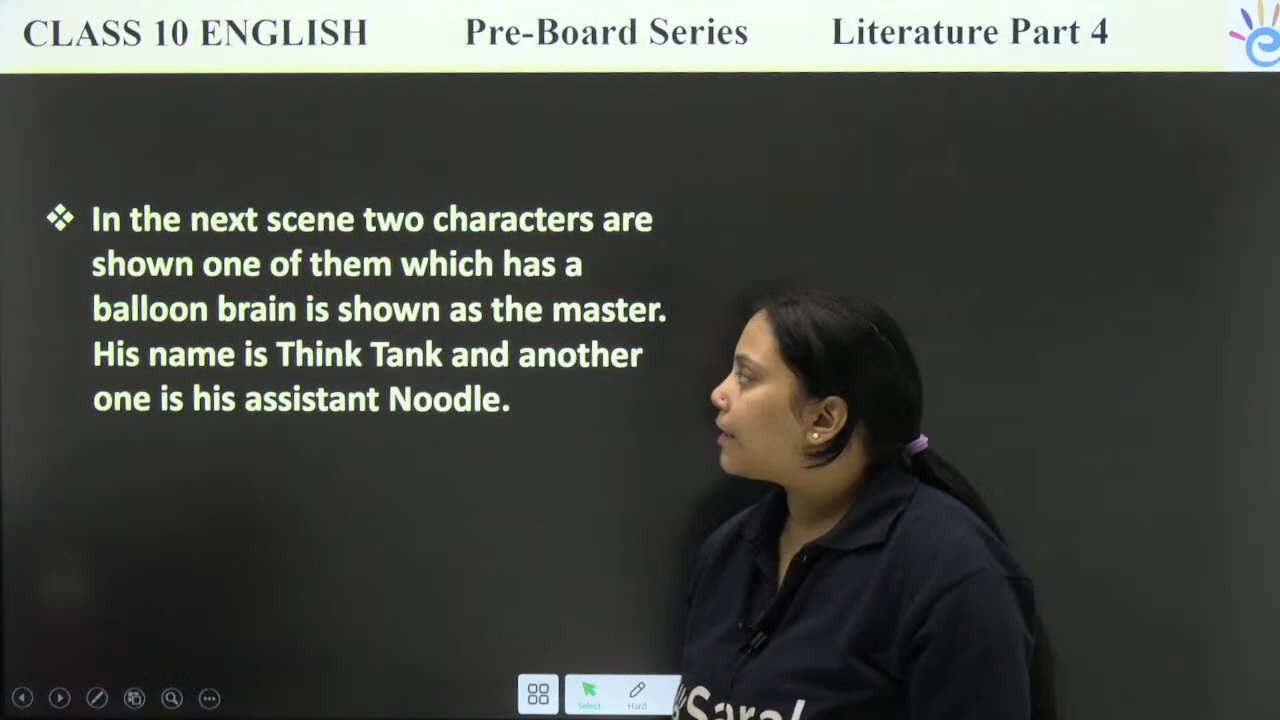 CLASS 10 ENGLISH Pre-Board Series Literature Part 4
❖ In the next scene two characters are
shown one of them which has a
balloon brain is shown as the master.
His name is Think Tank and another
one is his assistant Noodle.
Select Hard
Saral